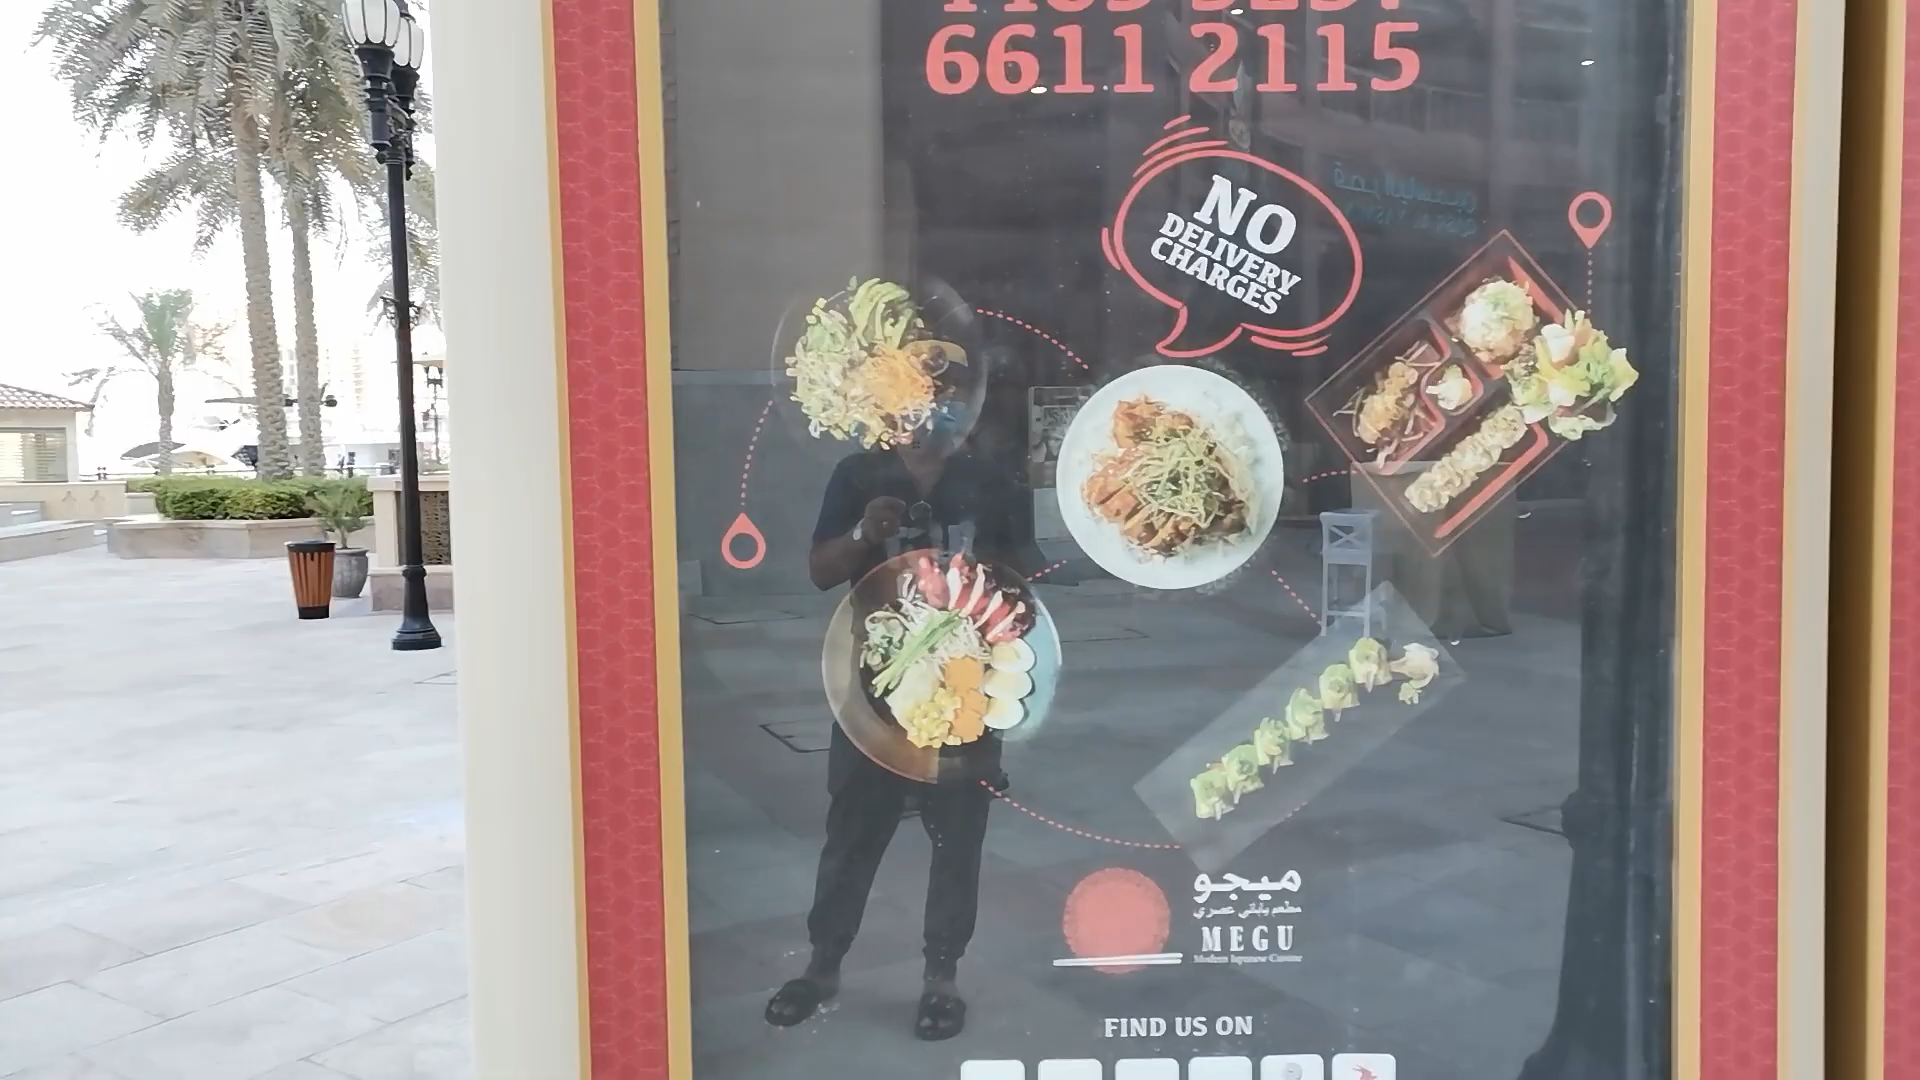 6611 2115
NO
DELIVERY
CHARGES
ميجو
مطعم ياباني عصري
MEGU
Modern Japanese Cuisine
FIND US ON